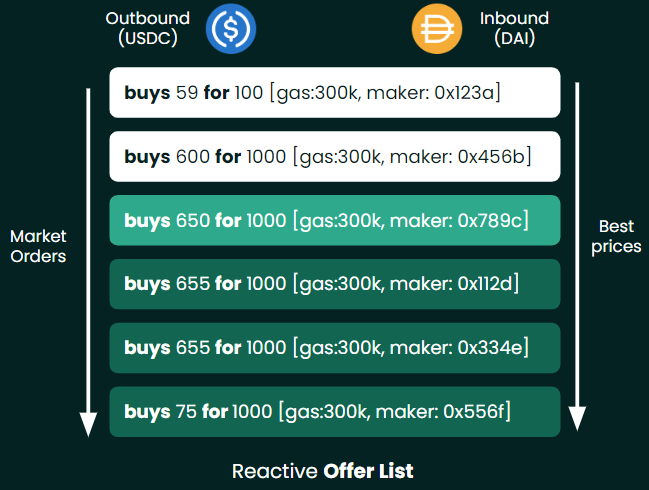 Outbound
(USDC)
Inbound
(DAI)
buys 59 for 100 [gas:300k, maker: 0x123a]
buys 600 for 1000 [gas:300k, maker: 0x456b]
buys 650 for 1000 [gas:300k, maker: 0x789c]
buys 655 for 1000 [gas:300k, maker: 0x112d]
buys 655 for 1000 [gas:300k, maker: 0x334e]
buys 75 for 1000 [gas:300k, maker: 0x556f]
Market
Orders
Best
prices
Reactive Offer List